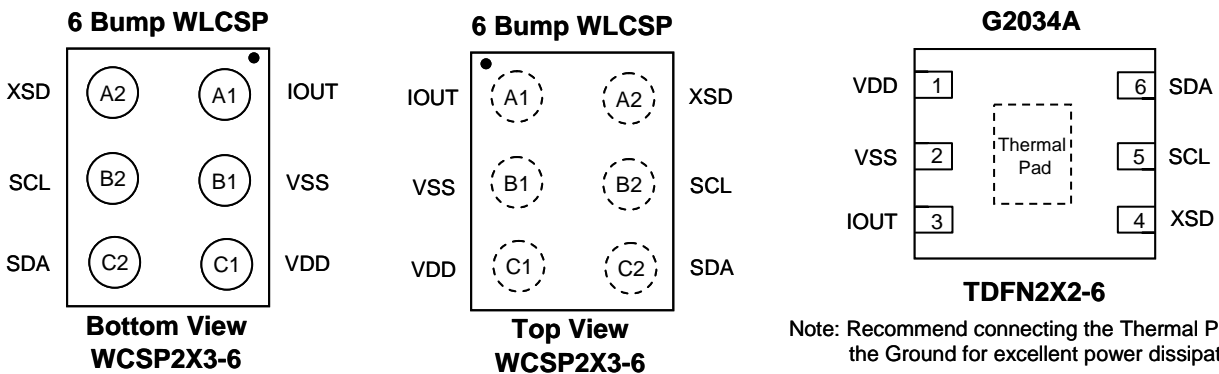 6 Bump WLCSP
XSD A2 A1 IOUT
SCL B2 B1 VSS
SDA C2 C1 VDD
Bottom View
WCSP2X3-6
6 Bump WLCSP
IOUT A1 A2 XSD
VSS B1 B2 SCL
VDD C1 C2 SDA
Top View
WCSP2X3-6
G2034A
VDD 1 6 SDA
VSS 2 5 SCL
IOUT 3 4 XSD
Thermal
Pad
TDFN2X2-6
Note: Recommend connecting the Thermal P
the Ground for excellent power dissipat